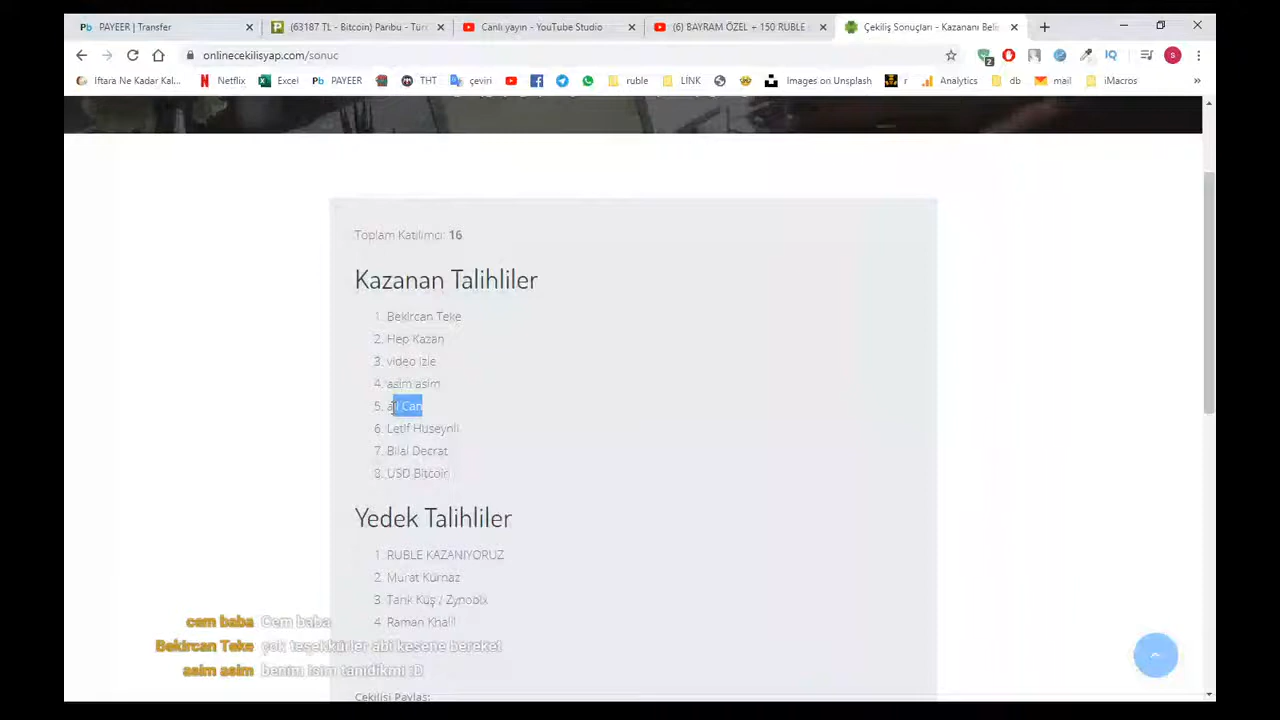 PAYEER | Transfer
(63187 TL - Bitcoin) Paribu - Türk
Canlı yayın - YouTube Studio
(6) BAYRAM ÖZEL + 150 RUBLE
Çekiliş Sonuçları - Kazananı Beli
onlinecekilisyap.com/sonuc
Iftara Ne Kadar Kal...
Netflix
Excel
PAYEER
THT
çeviri
ruble
LINK
Images on Unsplash
r
Analytics
db
mail
iMacros
Toplam Katılımcı: 16
Kazanan Talihliler
1. Bekircan Teke
2. Hep Kazan
3. video izle
4. asim asim
5. ali Can
6. Letif Huseynli
7. Bilal Decrat
8. USD Bitcoin
Yedek Talihliler
1. RUBLE KAZANIYORUZ
2. Murat Kurnaz
3. Tarık Kuş / Zynobix
4. Raman Khalil
cem baba Cem baba
Bekircan Teke çok teşekkürler abi kesene bereket
asim asim benim isim tanıdıkmı :D
Çekilişi Paylaş: